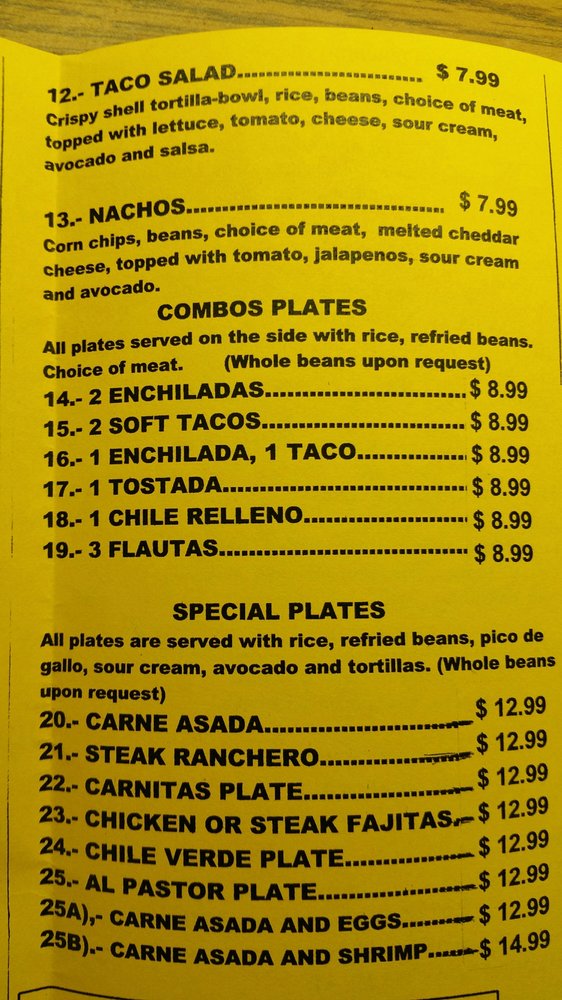 12.- TACO SALAD............................ $ 7.99
Crispy shell tortilla-bowl, rice, beans, choice of meat,
topped with lettuce, tomato, cheese, sour cream,
avocado and salsa.
13.- NACHOS....................................... $ 7.99
Corn chips, beans, choice of meat, melted cheddar
cheese, topped with tomato, jalapenos, sour cream
and avocado.
COMBOS PLATES
All plates served on the side with rice, refried beans.
Choice of meat. (Whole beans upon request)
14.- 2 ENCHILADAS.............................. $ 8.99
15.- 2 SOFT TACOS.............................. $ 8.99
16.- 1 ENCHILADA, 1 TACO................ $ 8.99
17.- 1 TOSTADA.................................... $ 8.99
18.- 1 CHILE RELLENO........................ $ 8.99
19.- 3 FLAUTAS..................................... $ 8.99
SPECIAL PLATES
All plates are served with rice, refried beans, pico de
gallo, sour cream, avocado and tortillas. (Whole beans
upon request)
20.- CARNE ASADA.............................. $ 12.99
21.- STEAK RANCHERO...................... $ 12.99
22.- CARNITAS PLATE........................ $ 12.99
23.- CHICKEN OR STEAK FAJITAS.. $ 12.99
24.- CHILE VERDE PLATE.................. $ 12.99
25.- AL PASTOR PLATE...................... $ 12.99
25A),- CARNE ASADA AND EGGS.......... $ 12.99
25B).- CARNE ASADA AND SHRIMP...... $ 14.99